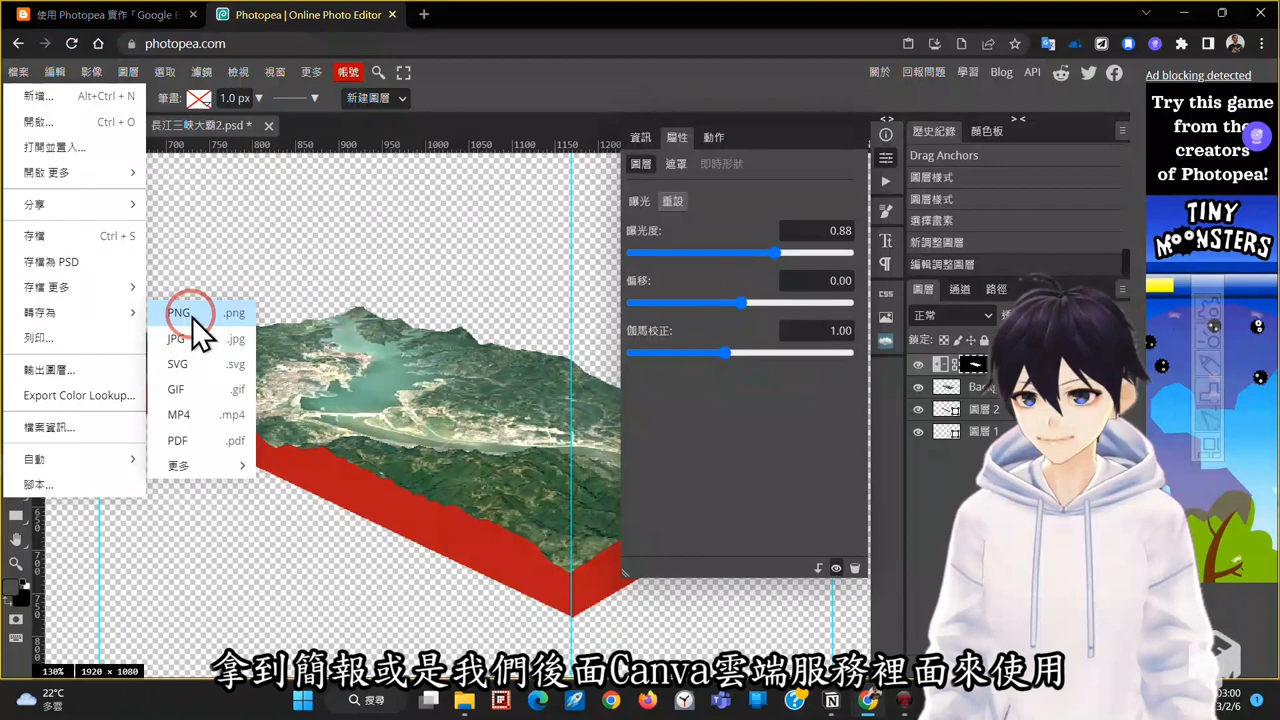 使用 Photopea 實作「Google E
Photopea | Online Photo Editor
photopea.com
檔案 編輯 影像 圖層 選取 濾鏡 檢視 視窗 更多 帳號
關於 回報問題 學習 Blog API
Ad blocking detected
筆畫: 1.0 px 新建圖層
新增... Alt+Ctrl + N
開啟... Ctrl + O
打開並置入...
開啟 更多
分享
存檔 Ctrl + S
存檔為 PSD
存檔 更多
轉存為
列印...
輸出圖層...
Export Color Lookup...
檔案資訊...
自動
腳本...
PNG .png
JPG .jpg
SVG .svg
GIF .gif
MP4 .mp4
PDF .pdf
更多
長江三峽大霸2.psd *
700 750 800 850 900 950 1000 1050 1100 1150 1200
資訊 屬性 動作
圖層 遮罩 即時形狀
曝光 重設
曝光度: 0.88
偏移: 0.00
伽馬校正: 1.00
歷史紀錄 顏色板
Drag Anchors
圖層樣式
圖層樣式
選擇畫素
新調整圖層
編輯調整圖層
圖層 通道 路徑
正常
鎖定:
Bac
圖層 2
圖層 1
CSS
Try this game
from the
creators
of Photopea!
TINY
MOONSTERS
650
700
750
800
130% 1920 x 1080
拿到簡報或是我們後面Canva雲端服務裡面來使用
22°C
多雲
搜尋
03:00
3/2/6